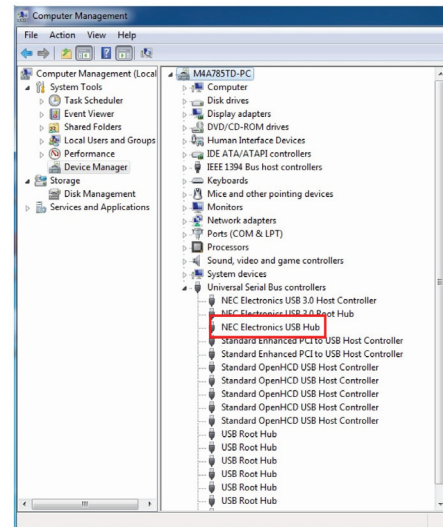 Computer Management
File Action View Help
Computer Management (Local
System Tools
Task Scheduler
Event Viewer
Shared Folders
Local Users and Groups
Performance
Device Manager
Storage
Disk Management
Services and Applications
M4A785TD-PC
Computer
Disk drives
Display adapters
DVD/CD-ROM drives
Human Interface Devices
IDE ATA/ATAPI controllers
IEEE 1394 Bus host controllers
Keyboards
Mice and other pointing devices
Monitors
Network adapters
Ports (COM & LPT)
Processors
Sound, video and game controllers
System devices
Universal Serial Bus controllers
NEC Electronics USB 3.0 Host Controller
NEC Electronics USB 3.0 Root Hub
NEC Electronics USB Hub
Standard Enhanced PCI to USB Host Controller
Standard Enhanced PCI to USB Host Controller
Standard OpenHCD USB Host Controller
Standard OpenHCD USB Host Controller
Standard OpenHCD USB Host Controller
Standard OpenHCD USB Host Controller
Standard OpenHCD USB Host Controller
USB Root Hub
USB Root Hub
USB Root Hub
USB Root Hub
USB Root Hub
USB Root Hub